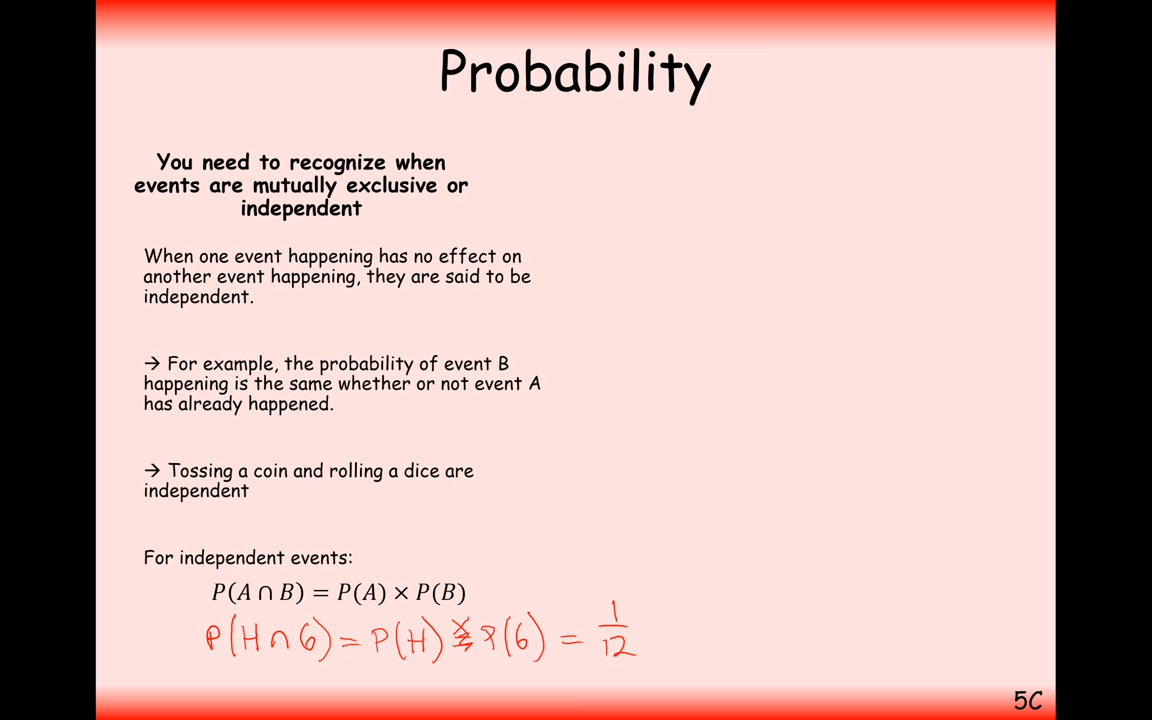 Probability
You need to recognize when
events are mutually exclusive or
independent
When one event happening has no effect on
another event happening, they are said to be
independent.
→ For example, the probability of event B
happening is the same whether or not event A
has already happened.
→ Tossing a coin and rolling a dice are
independent
For independent events:
P(A ∩ B) = P(A) × P(B)
P(H ∩ 6) = P(H) × P(6) = 1/12
5C